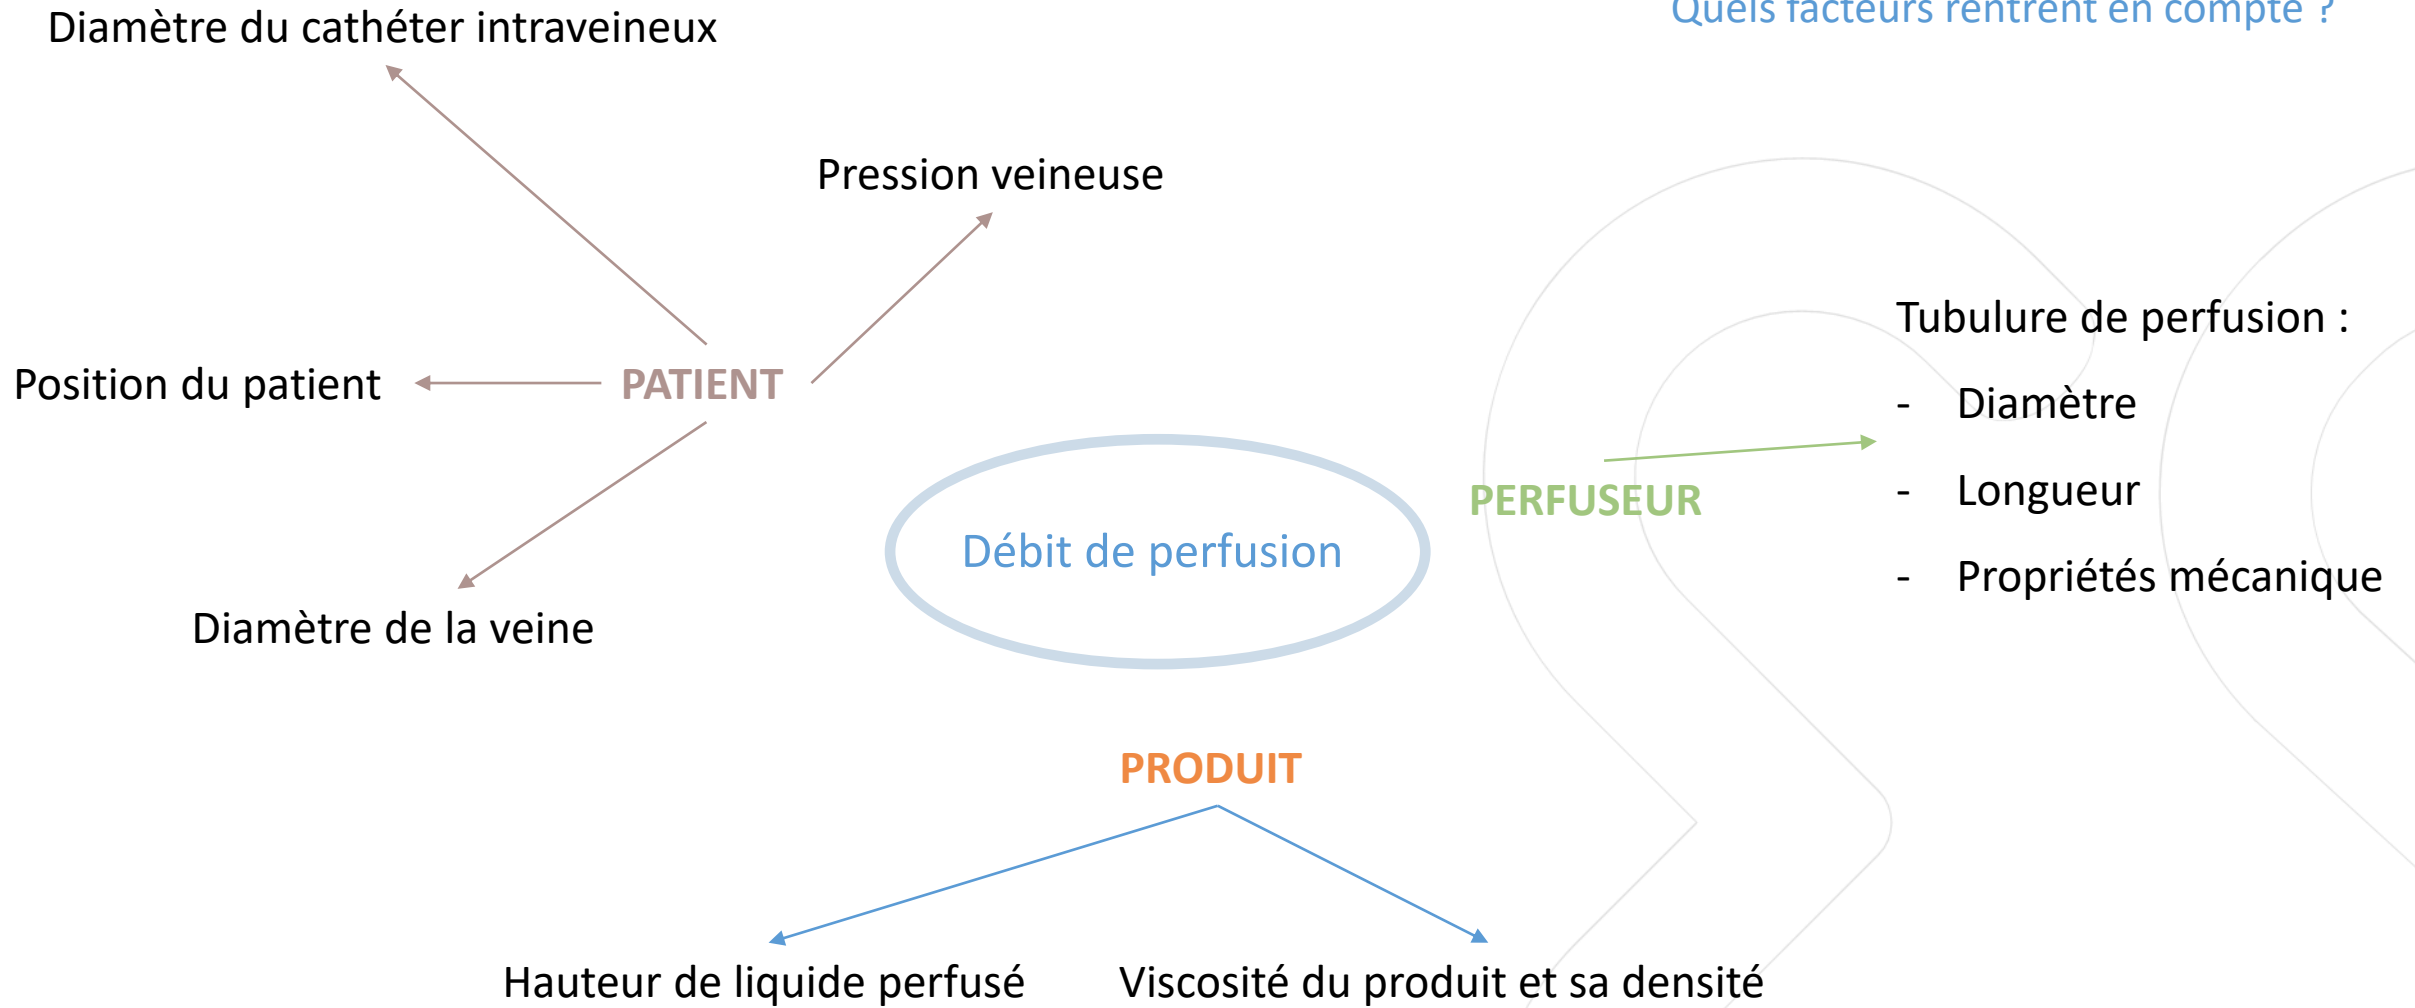 Quels facteurs rentrent en compte ?
Diamètre du cathéter intraveineux
Pression veineuse
Position du patient
PATIENT
Diamètre de la veine
Débit de perfusion
PERFUSEUR
Tubulure de perfusion :
- Diamètre
- Longueur
- Propriétés mécanique
PRODUIT
Hauteur de liquide perfusé
Viscosité du produit et sa densité